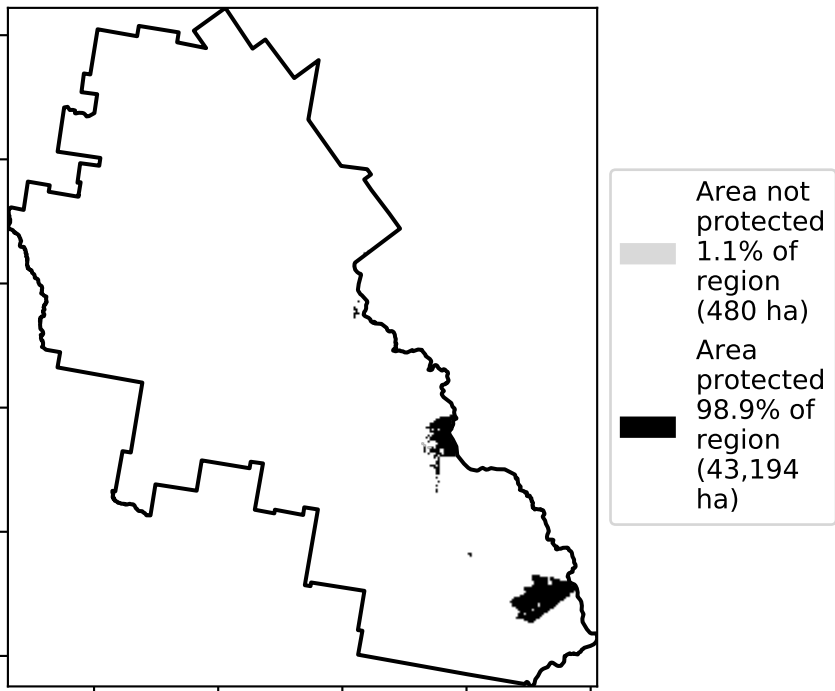 Area not
protected
1.1% of
region
(480 ha)
Area
protected
98.9% of
region
(43,194
ha)